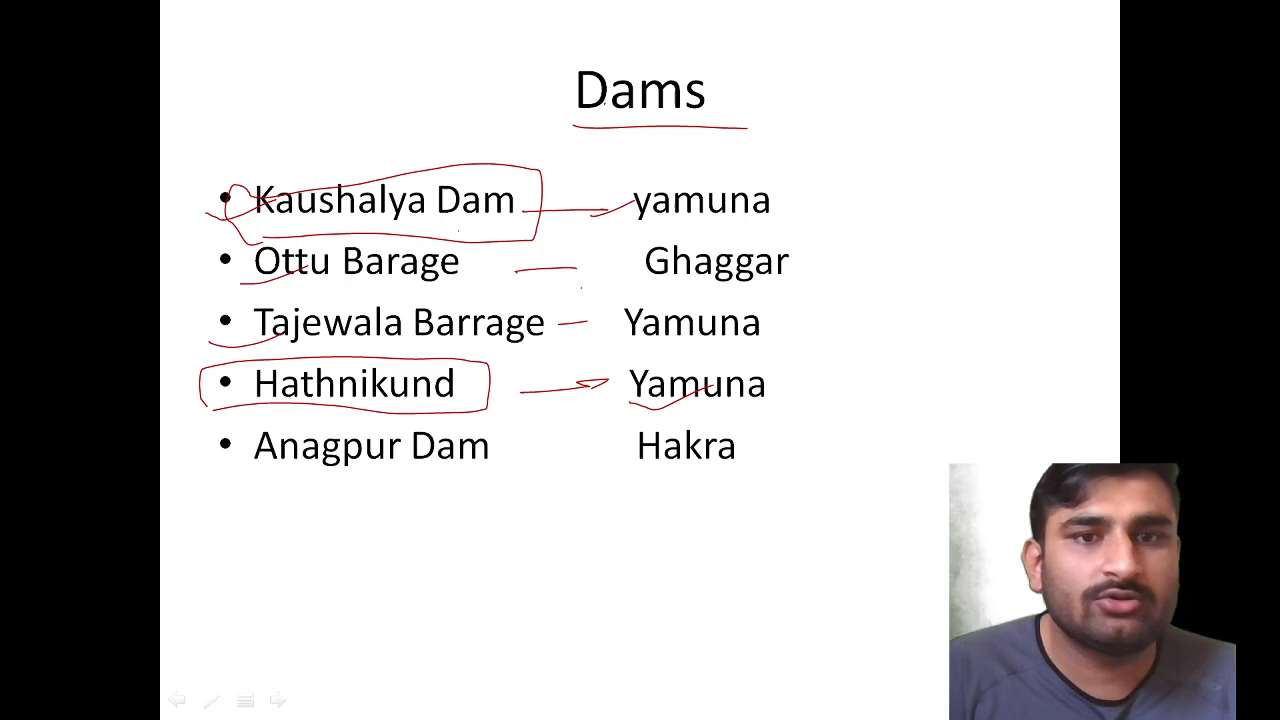 Dams
• Kaushalya Dam yamuna
• Ottu Barage Ghaggar
• Tajewala Barrage Yamuna
• Hathnikund Yamuna
• Anagpur Dam Hakra